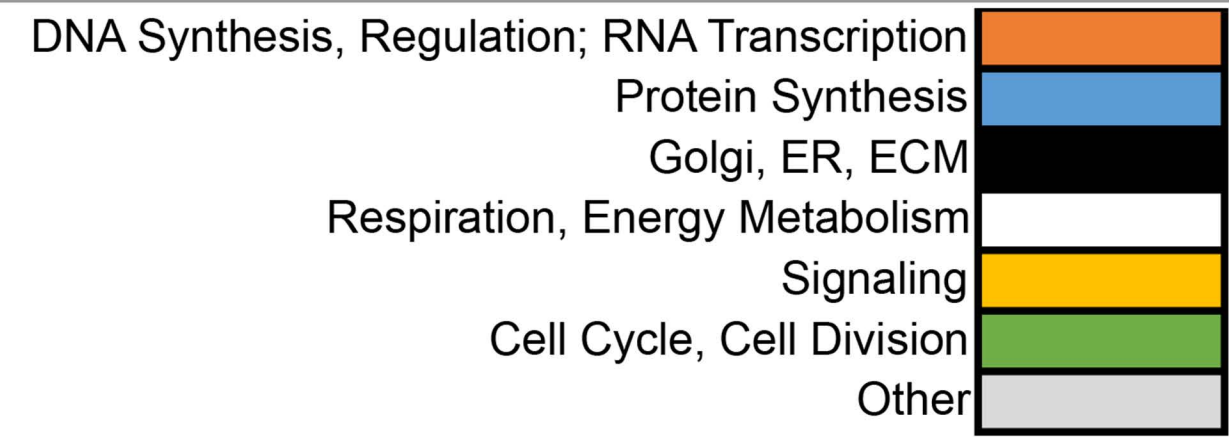 DNA Synthesis, Regulation; RNA Transcription
Protein Synthesis
Golgi, ER, ECM
Respiration, Energy Metabolism
Signaling
Cell Cycle, Cell Division
Other